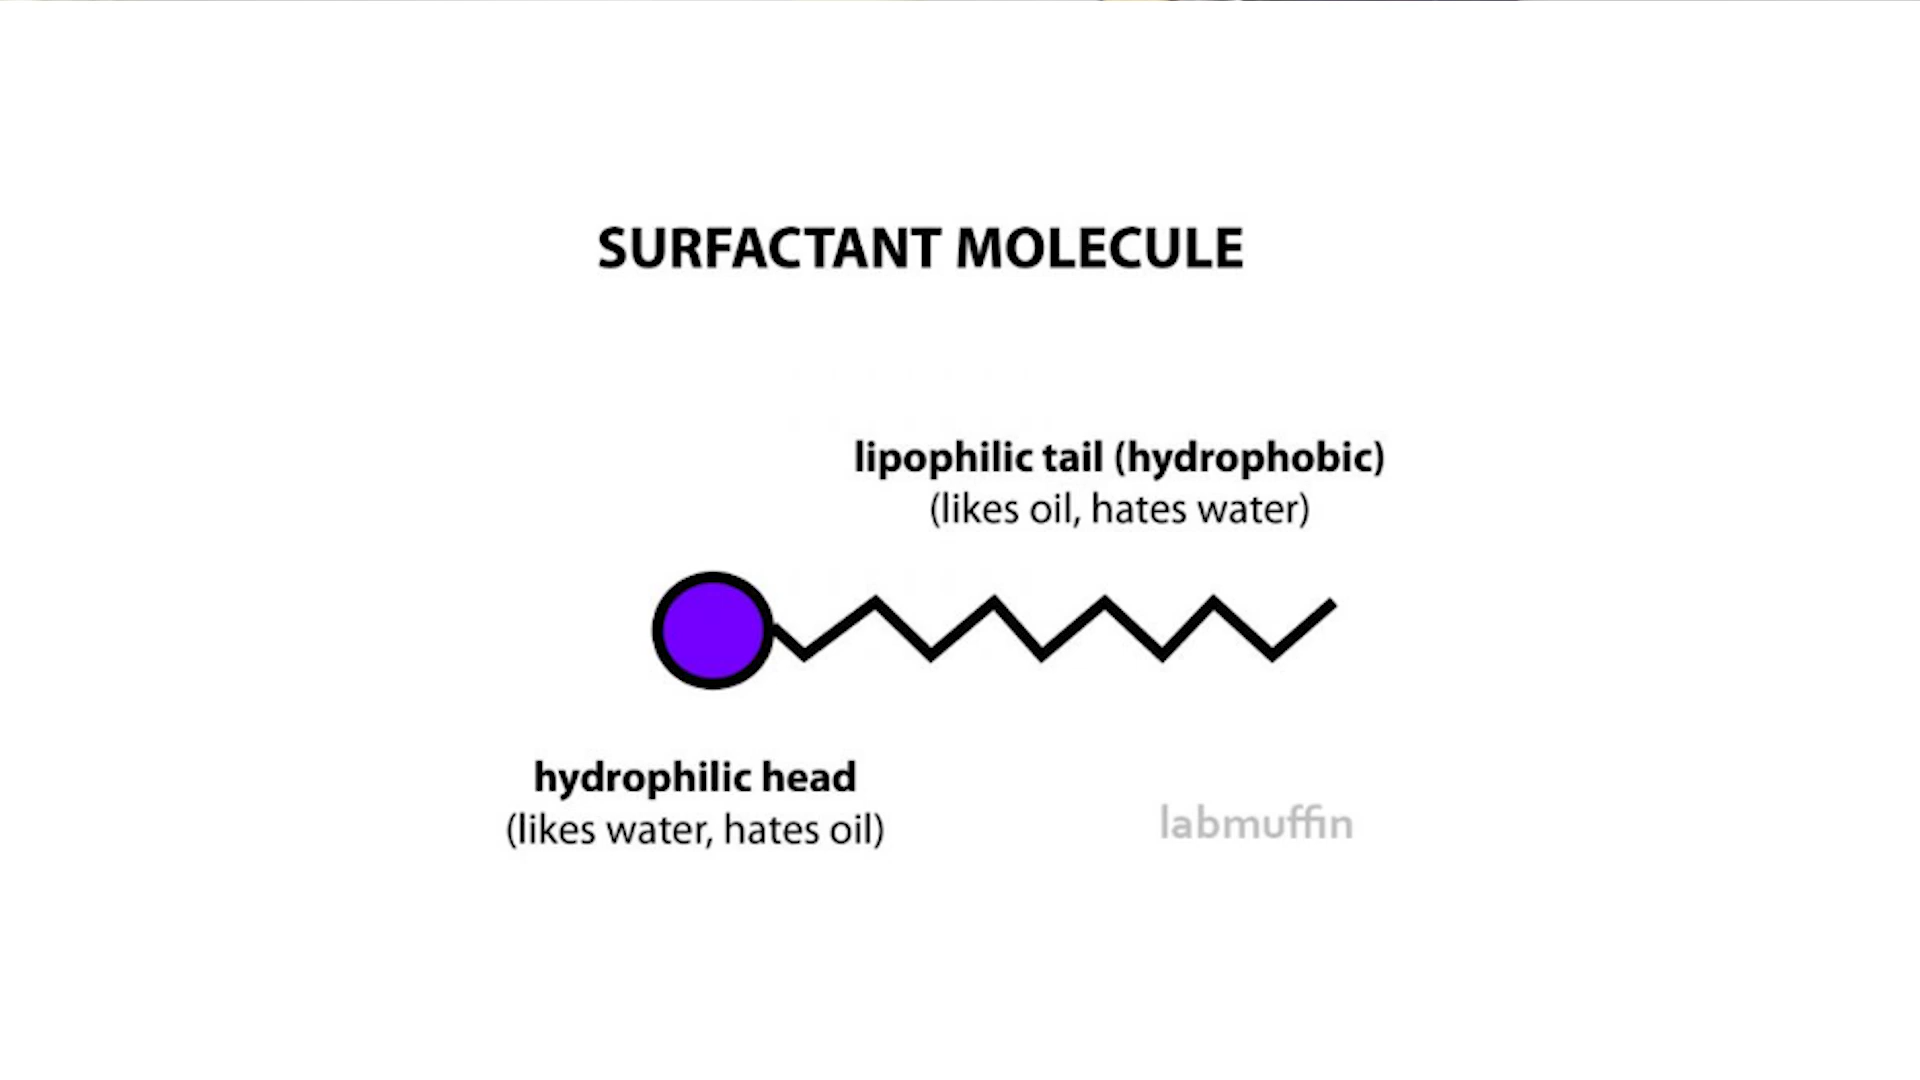 SURFACTANT MOLECULE
lipophilic tail (hydrophobic)
(likes oil, hates water)
hydrophilic head
(likes water, hates oil)
labmuffin